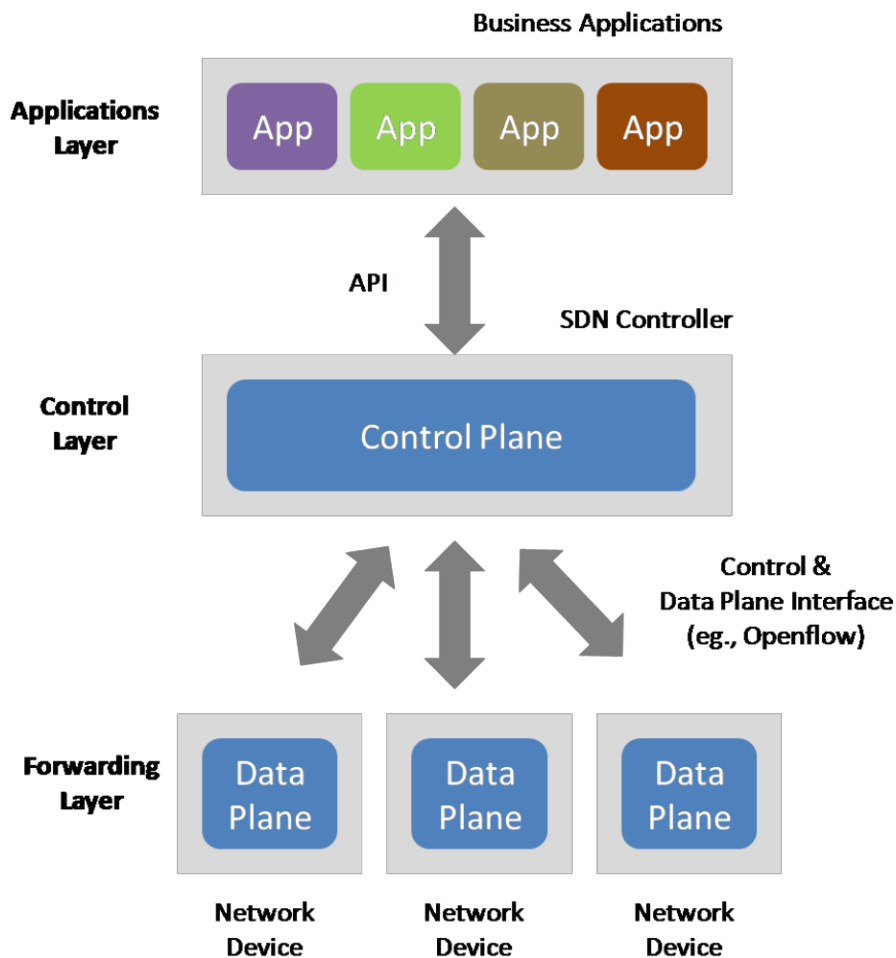 Business Applications
Applications
Layer
App App App App
API
SDN Controller
Control
Layer
Control Plane
Control &
Data Plane Interface
(eg., Openflow)
Forwarding
Layer
Data Data Data
Plane Plane Plane
Network Network Network
Device Device Device